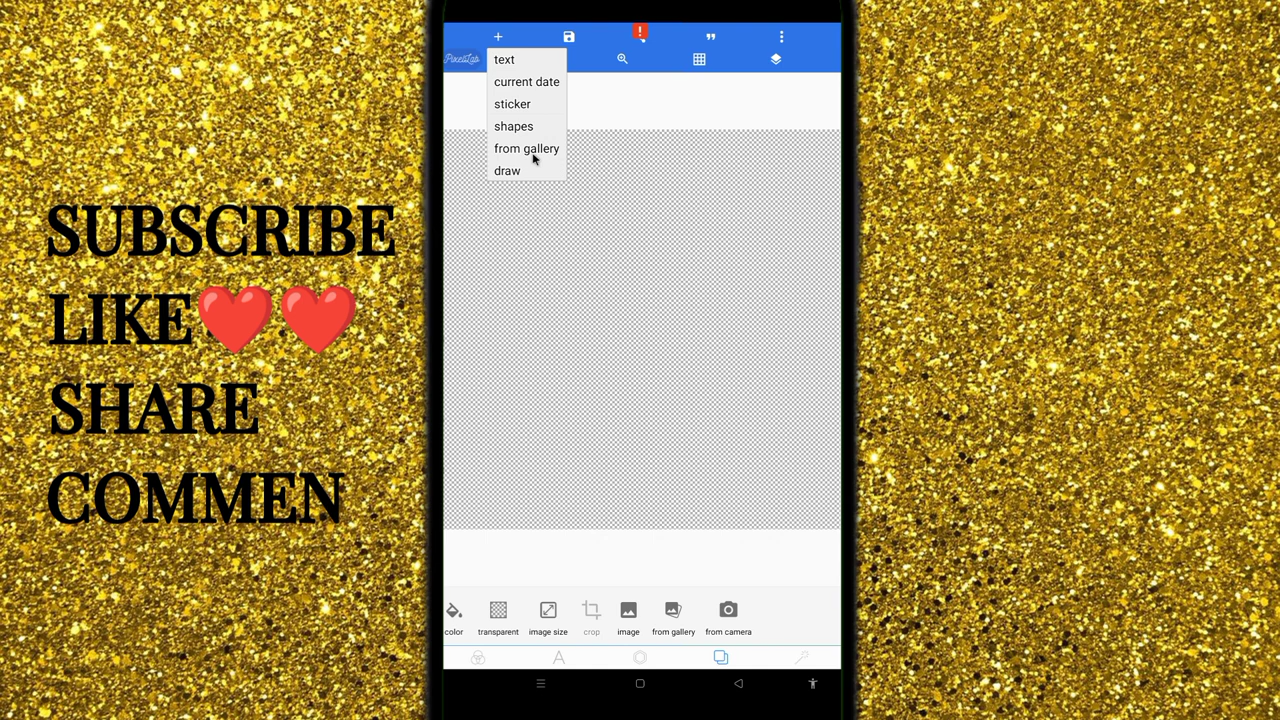 SUBSCRIBE
LIKE❤️❤️
SHARE
COMMEN
PixelLab
text
current date
sticker
shapes
from gallery
draw
color
transparent
image size
crop
image
from gallery
from camera